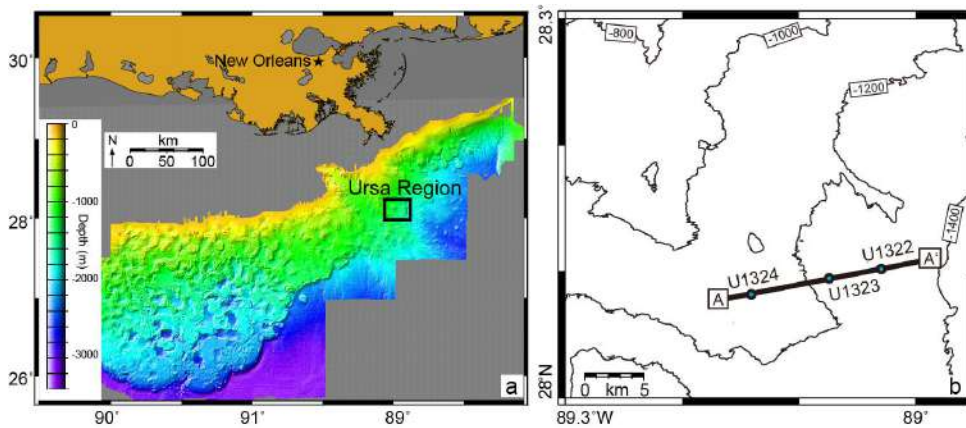 30°
28°
26°
90°
91°
89°
New Orleans★
N
km
0 50 100
Ursa Region
0
-1000
-2000
-3000
Depth (m)
a
28.3°
28°N
89.3°W
89°
-800
-1000
-1200
-1400
A
U1324
U1323
U1322
A'
0 km 5
b